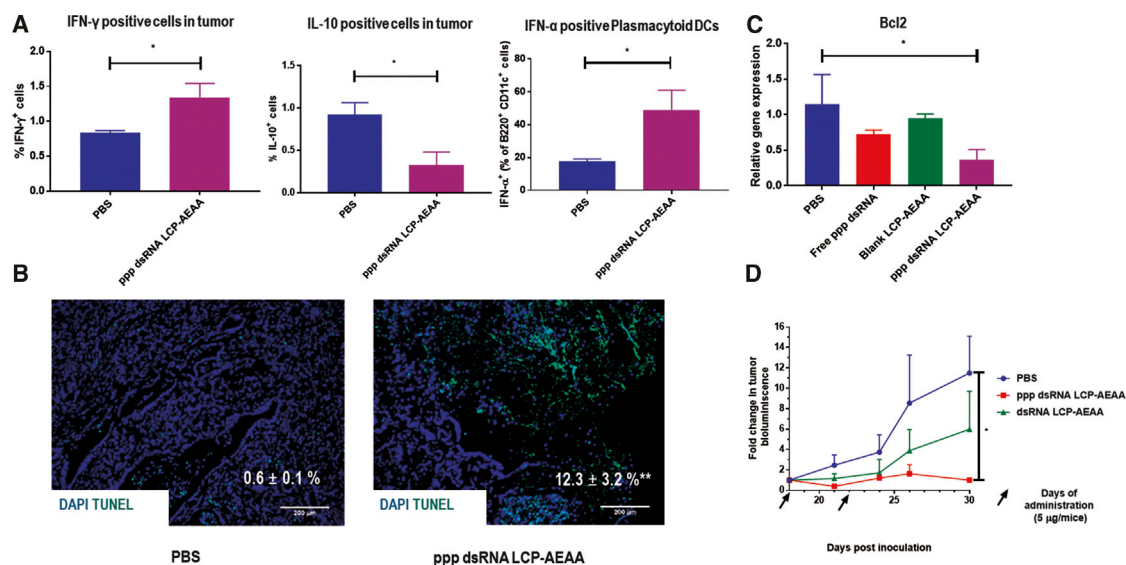 A
IFN-γ positive cells in tumor
*
% IFN-γ+ cells
2.0
1.5
1.0
0.5
0.0
PBS
ppp dsRNA LCP-AEAA
IL-10 positive cells in tumor
*
% IL-10+ cells
1.5
1.0
0.5
0.0
PBS
ppp dsRNA LCP-AEAA
IFN-α positive Plasmacytoid DCs
*
IFN-α+ (% of B220+ CD11c+ cells)
80
60
40
20
0
PBS
ppp dsRNA LCP-AEAA
C
Bcl2
*
Relative gene expression
2.0
1.5
1.0
0.5
0.0
PBS
Free ppp dsRNA
Blank LCP-AEAA
ppp dsRNA LCP-AEAA
B
0.6 ± 0.1 %
DAPI TUNEL
200 µm
PBS
12.3 ± 3.2 %**
DAPI TUNEL
200 µm
ppp dsRNA LCP-AEAA
D
Fold change in tumor
bioluminiscence
16
14
12
10
8
6
4
2
0
20
25
30
Days post inoculation
PBS
ppp dsRNA LCP-AEAA
dsRNA LCP-AEAA
*
Days of
administration
(5 µg/mice)